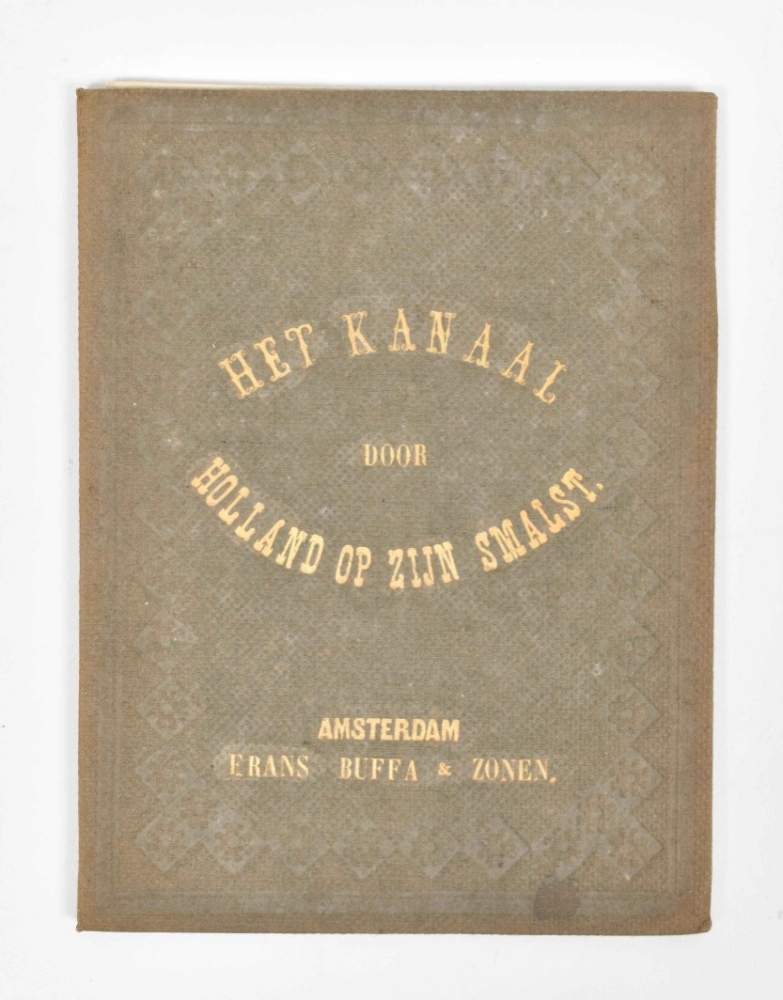 HET KANAAL
DOOR
HOLLAND OP ZIJN SMALST.
AMSTERDAM
FRANS BUFFA & ZONEN.